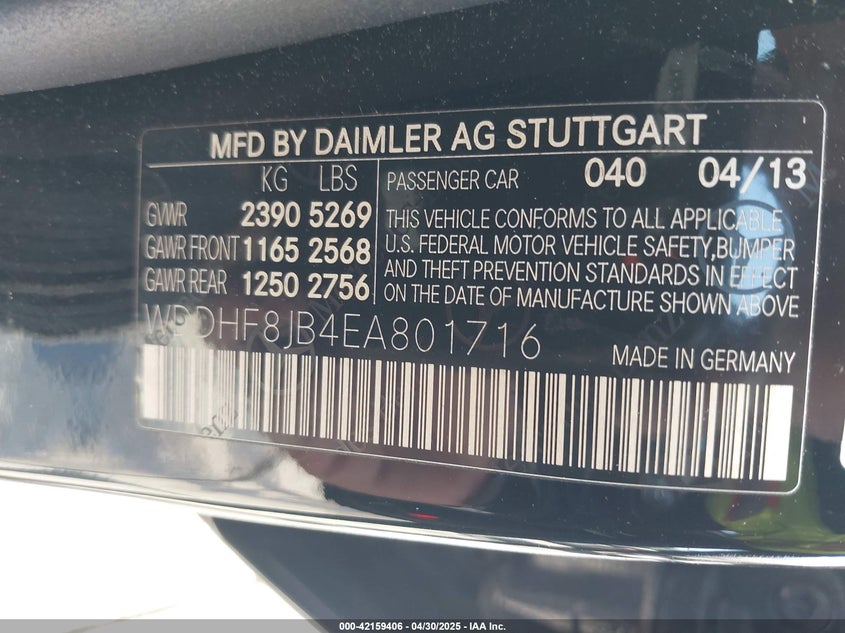 MFD BY DAIMLER AG STUTTGART
KG LBS
GVWR 2390 5269
GAWR FRONT 1165 2568
GAWR REAR 1250 2756
PASSENGER CAR 040 04/13
THIS VEHICLE CONFORMS TO ALL APPLICABLE
U.S. FEDERAL MOTOR VEHICLE SAFETY,BUMPER
AND THEFT PREVENTION STANDARDS IN EFFECT
ON THE DATE OF MANUFACTURE SHOWN ABOVE
WDDHF8JB4EA801716
MADE IN GERMANY
000-42159406 - 04/30/2025 - IAA Inc.